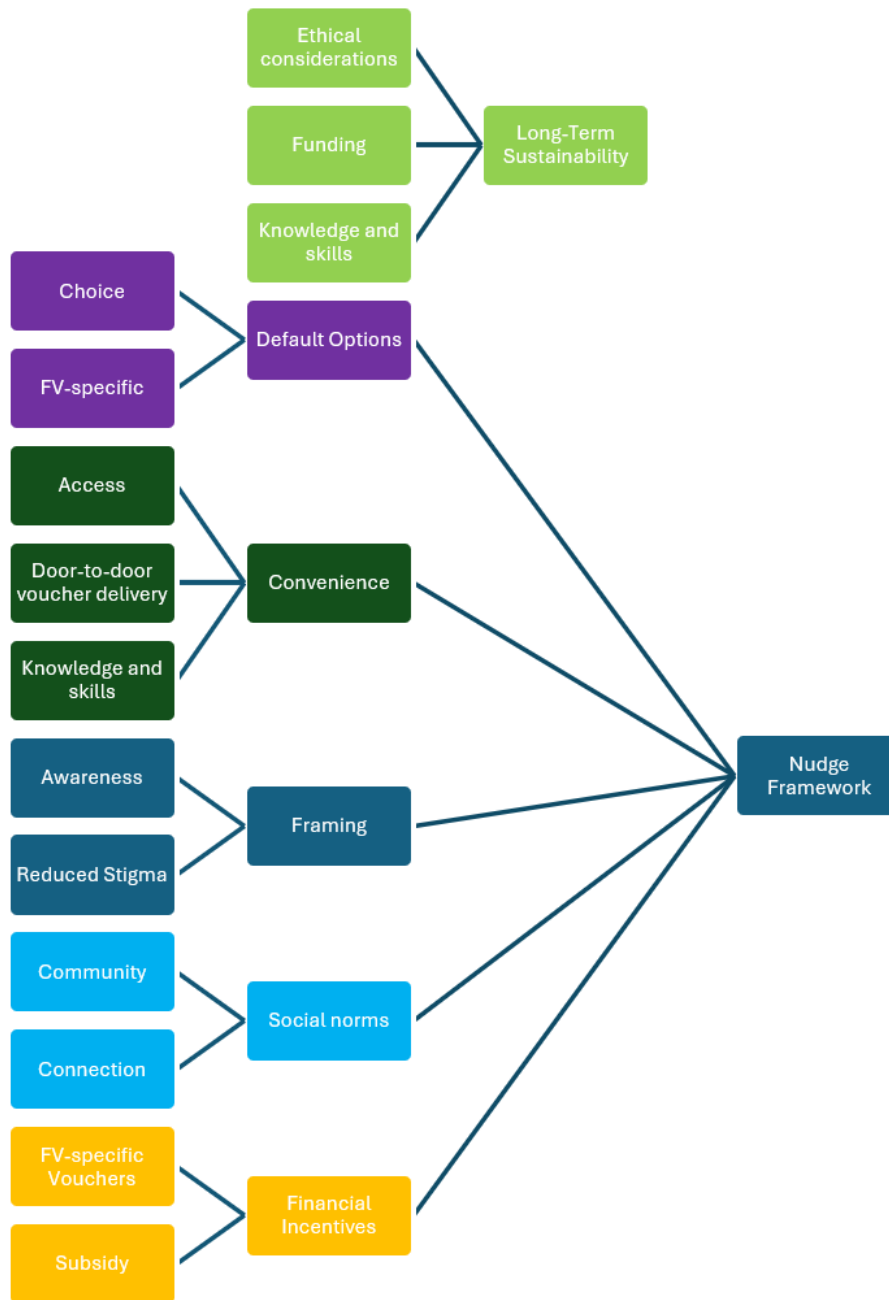 Ethical
considerations
Funding
Long-Term
Sustainability
Knowledge and
skills
Choice
Default Options
FV-specific
Access
Door-to-door
voucher delivery
Convenience
Knowledge and
skills
Awareness
Nudge
Framework
Framing
Reduced Stigma
Community
Social norms
Connection
FV-specific
Vouchers
Financial
Incentives
Subsidy